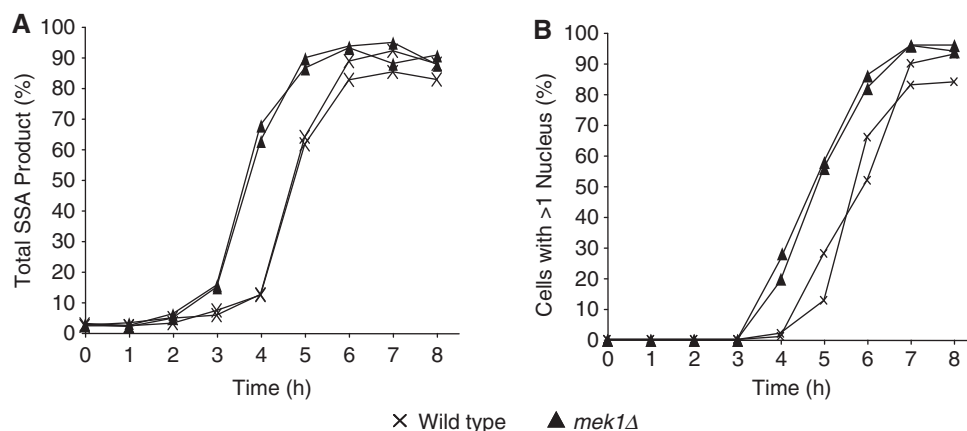 A
Total SSA Product (%)
100
90
80
70
60
50
40
30
20
10
0
0 1 2 3 4 5 6 7 8
Time (h)
B
Cells with >1 Nucleus (%)
100
90
80
70
60
50
40
30
20
10
0
0 1 2 3 4 5 6 7 8
Time (h)
Wild type mek1Δ